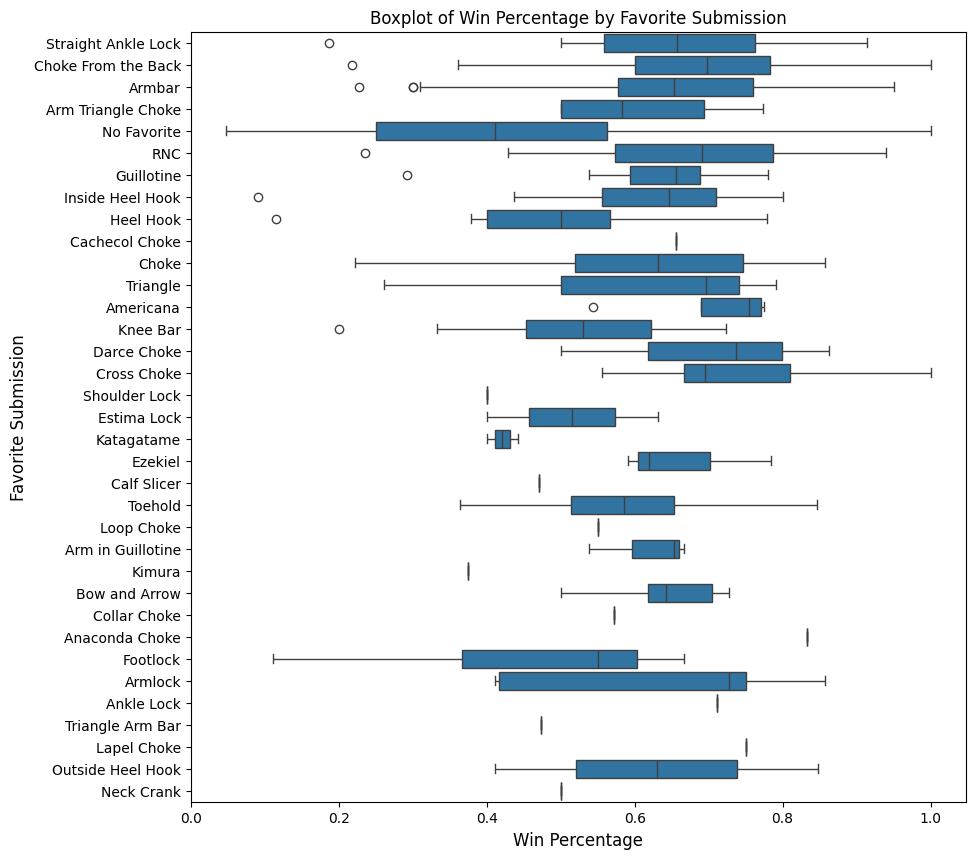 Boxplot of Win Percentage by Favorite Submission
Straight Ankle Lock
Choke From the Back
Armbar
Arm Triangle Choke
No Favorite
RNC
Guillotine
Inside Heel Hook
Heel Hook
Cachecol Choke
Choke
Triangle
Americana
Knee Bar
Darce Choke
Cross Choke
Shoulder Lock
Estima Lock
Katagatame
Ezekiel
Calf Slicer
Toehold
Loop Choke
Arm in Guillotine
Kimura
Bow and Arrow
Collar Choke
Anaconda Choke
Footlock
Armlock
Ankle Lock
Triangle Arm Bar
Lapel Choke
Outside Heel Hook
Neck Crank
Favorite Submission
0.0 0.2 0.4 0.6 0.8 1.0
Win Percentage